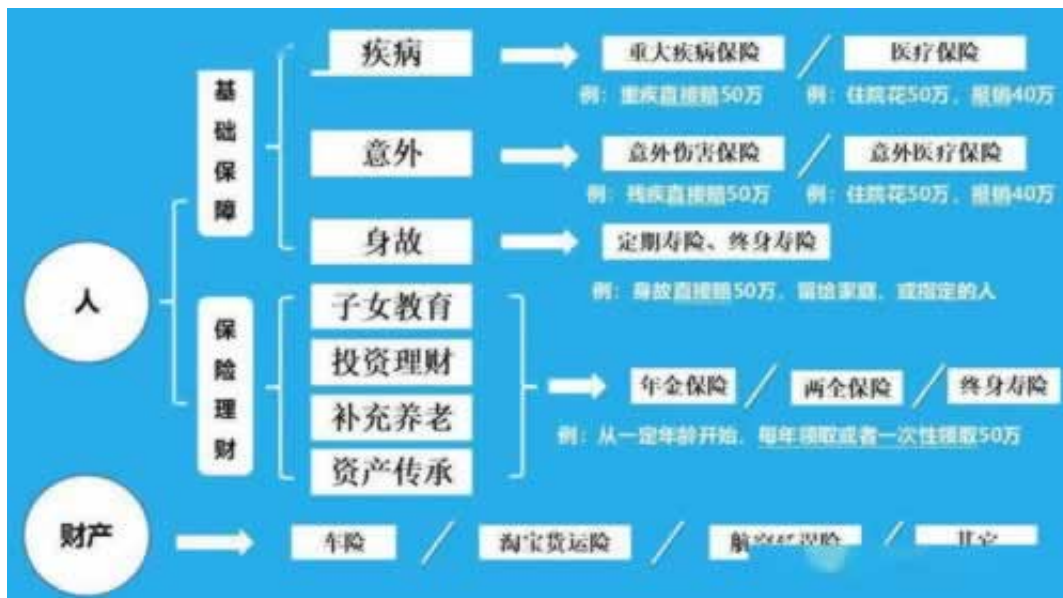 疾病
重大疾病保险
医疗保险
例：重疾直接赔50万
例：住院花50万，报销40万
基础保障
意外
意外伤害保险
意外医疗保险
例：残疾直接赔50万
例：住院花50万，报销40万
身故
定期寿险、终身寿险
例：身故直接赔50万，留给家庭，或指定的人
人
保险理财
子女教育
投资理财
补充养老
资产传承
年金保险
两全保险
终身寿险
例：从一定年龄开始，每年领取或者一次性领取50万
财产
车险
淘宝货运险